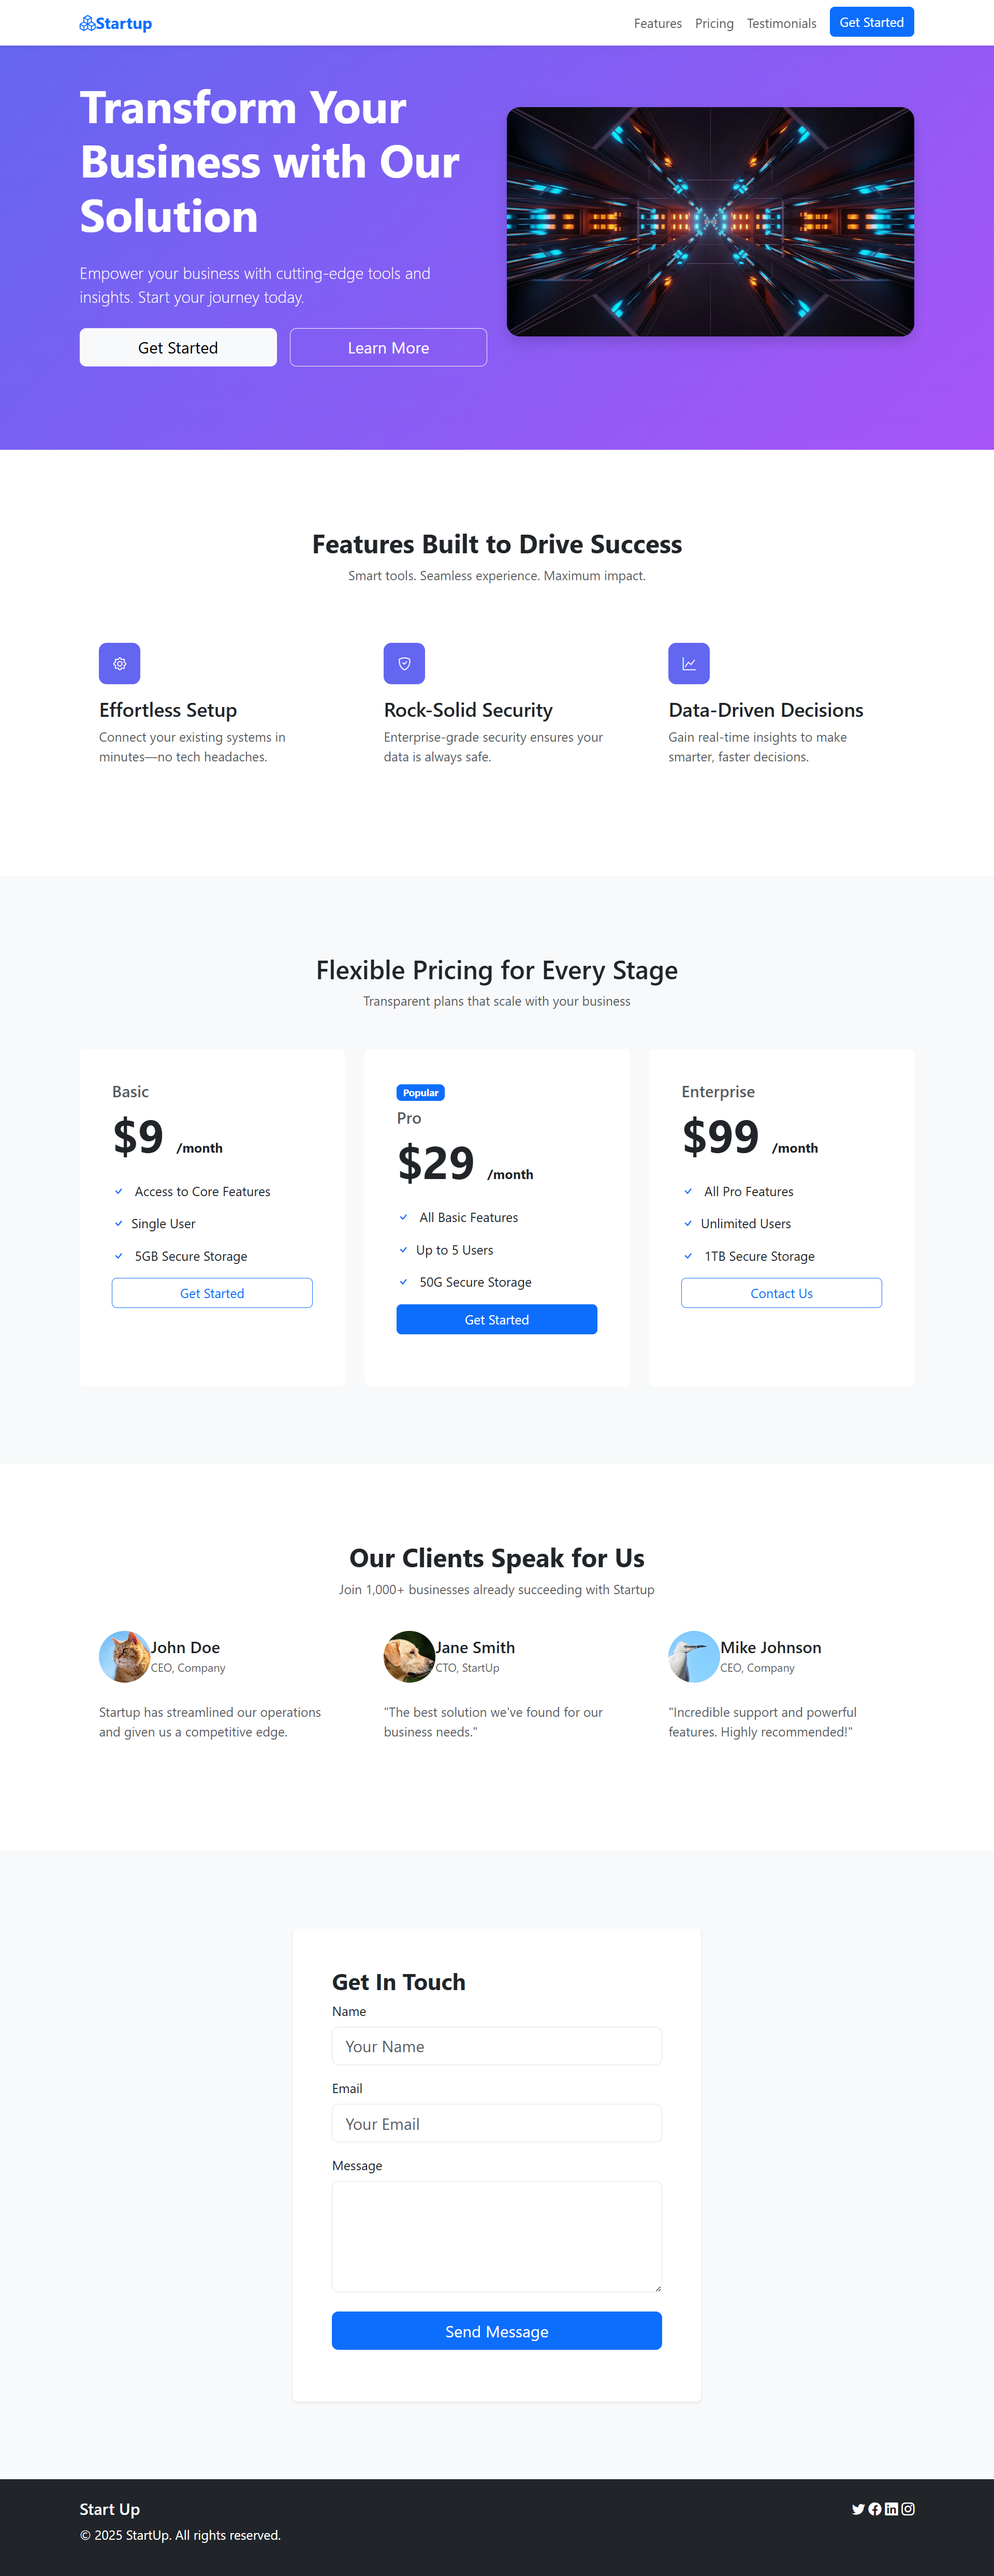 Startup
Features
Pricing
Testimonials
Get Started
Transform Your
Business with Our
Solution
Empower your business with cutting-edge tools and
insights. Start your journey today.
Get Started
Learn More
Features Built to Drive Success
Smart tools. Seamless experience. Maximum impact.
Effortless Setup
Connect your existing systems in
minutes—no tech headaches.
Rock-Solid Security
Enterprise-grade security ensures your
data is always safe.
Data-Driven Decisions
Gain real-time insights to make
smarter, faster decisions.
Flexible Pricing for Every Stage
Transparent plans that scale with your business
Basic
$9 /month
Access to Core Features
Single User
5GB Secure Storage
Get Started
Popular
Pro
$29 /month
All Basic Features
Up to 5 Users
50G Secure Storage
Get Started
Enterprise
$99 /month
All Pro Features
Unlimited Users
1TB Secure Storage
Contact Us
Our Clients Speak for Us
Join 1,000+ businesses already succeeding with Startup
John Doe
CEO, Company
Startup has streamlined our operations
and given us a competitive edge.
Jane Smith
CTO, StartUp
"The best solution we've found for our
business needs."
Mike Johnson
CEO, Company
"Incredible support and powerful
features. Highly recommended!"
Get In Touch
Name
Your Name
Email
Your Email
Message
Send Message
Start Up
© 2025 StartUp. All rights reserved.